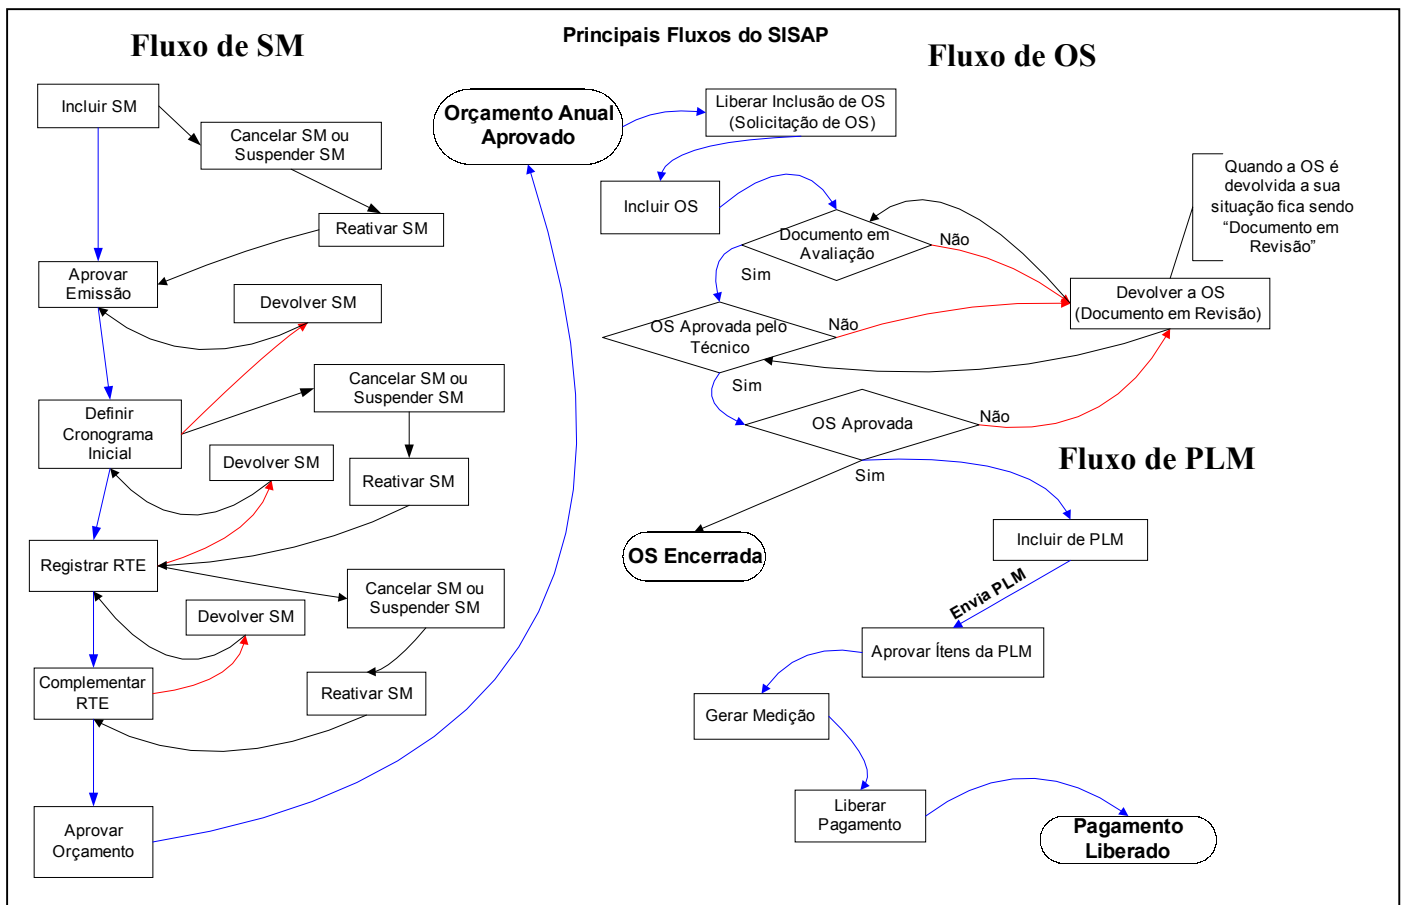 Principais Fluxos do SISAP
Fluxo de SM
Incluir SM
Cancelar SM ou
Suspender SM
Reativar SM
Aprovar
Emissão
Devolver SM
Cancelar SM ou
Suspender SM
Definir
Cronograma
Inicial
Devolver SM
Reativar SM
Registrar RTE
Cancelar SM ou
Suspender SM
Devolver SM
Complementar
RTE
Reativar SM
Aprovar
Orçamento
Orçamento Anual
Aprovado
Fluxo de OS
Liberar Inclusão de OS
(Solicitação de OS)
Incluir OS
Documento em
Avaliação
Não
Sim
Quando a OS é
devolvida a sua
situação fica sendo
“Documento em
Revisão”
Devolver a OS
(Documento em Revisão)
OS Aprovada pelo
Técnico
Não
Sim
OS Aprovada
Não
Sim
OS Encerrada
Fluxo de PLM
Incluir de PLM
Envia PLM
Aprovar Ítens da PLM
Gerar Medição
Liberar
Pagamento
Pagamento
Liberado